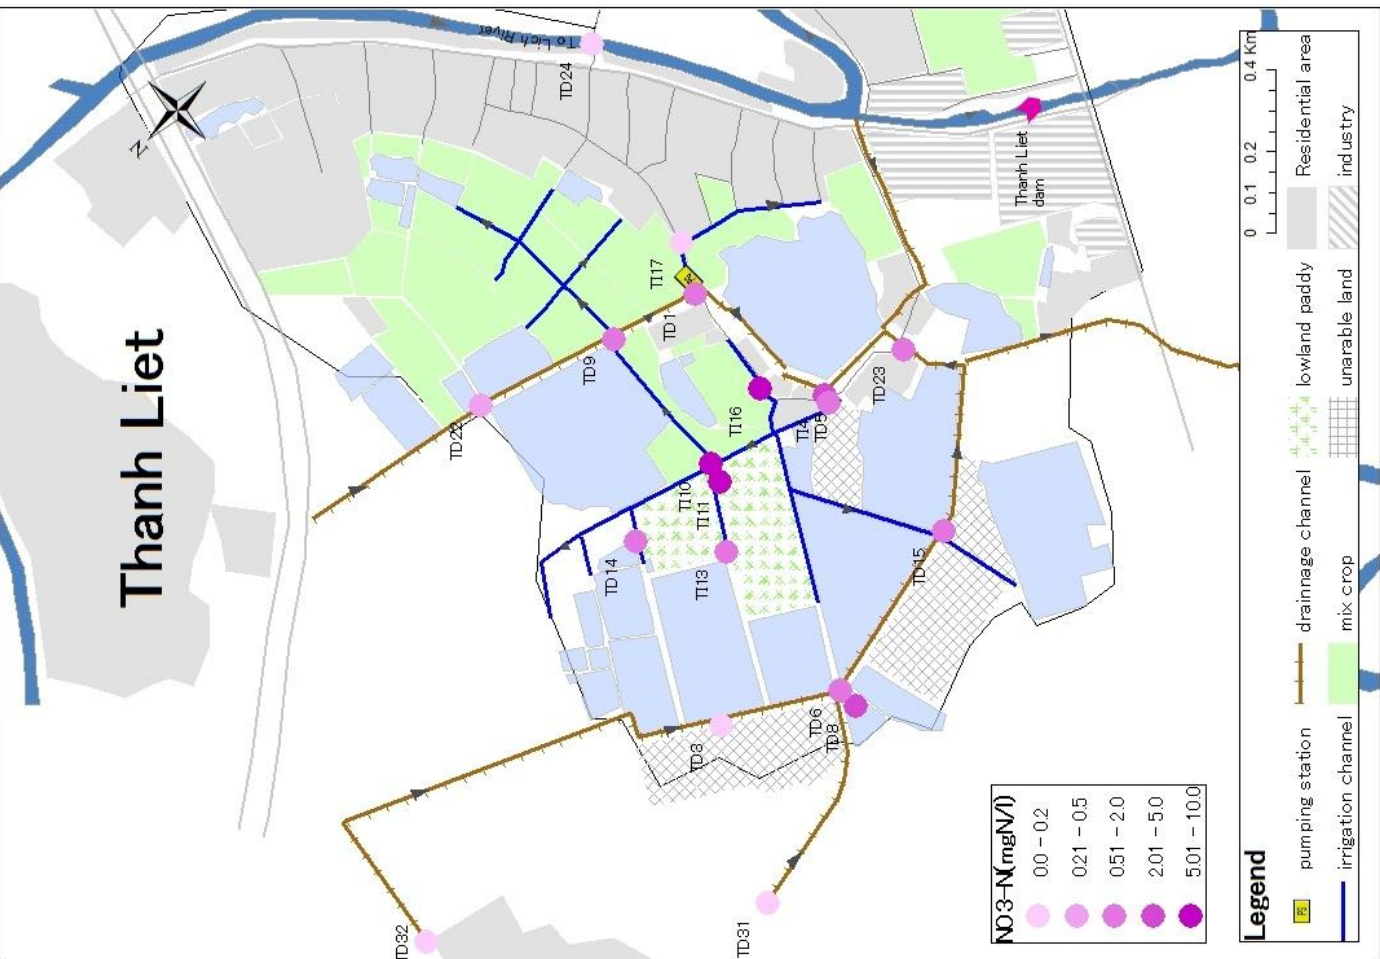 Thanh Liet
N
To Lich River
TD24
Thanh Liet
dam
TI17
TD1
TD9
TD22
TI16
TI4
TD5
TD23
TI10
TI11
TD14
TI13
TD15
TD6
TD8
TD3
TD32
TD31
NO3-N(mgN/l)
0.0 - 0.2
0.21 - 0.5
0.51 - 2.0
2.01 - 5.0
5.01 - 10.0
Legend
PS pumping station
irrigation channel
drainage channel
mix crop
lowland paddy
unarable land
Residential area
industry
0 0.1 0.2 0.4 Km